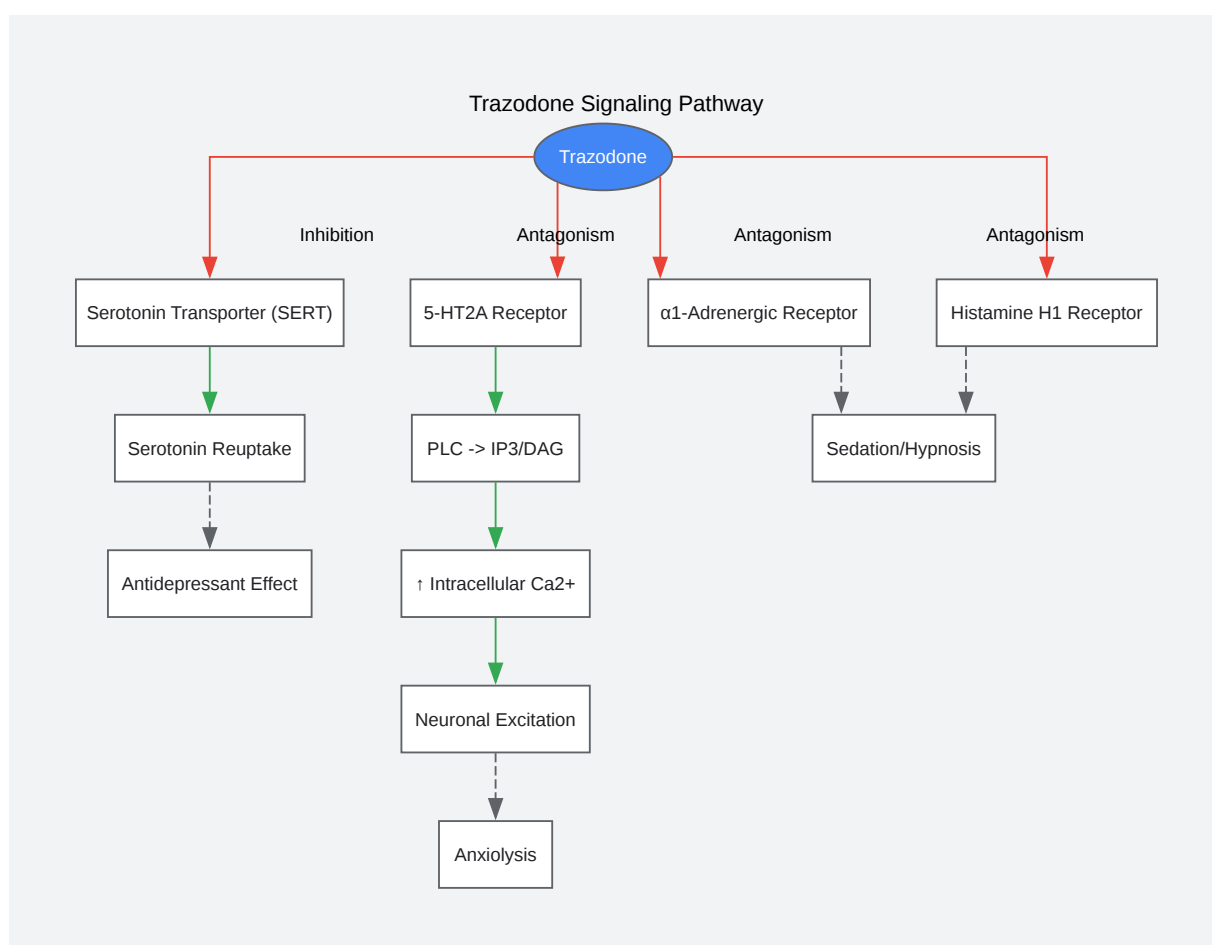 Trazodone Signaling Pathway
Trazodone
Inhibition
Antagonism
Antagonism
Antagonism
Serotonin Transporter (SERT)
5-HT2A Receptor
α1-Adrenergic Receptor
Histamine H1 Receptor
Serotonin Reuptake
PLC -> IP3/DAG
Sedation/Hypnosis
Antidepressant Effect
↑ Intracellular Ca2+
Neuronal Excitation
Anxiolysis